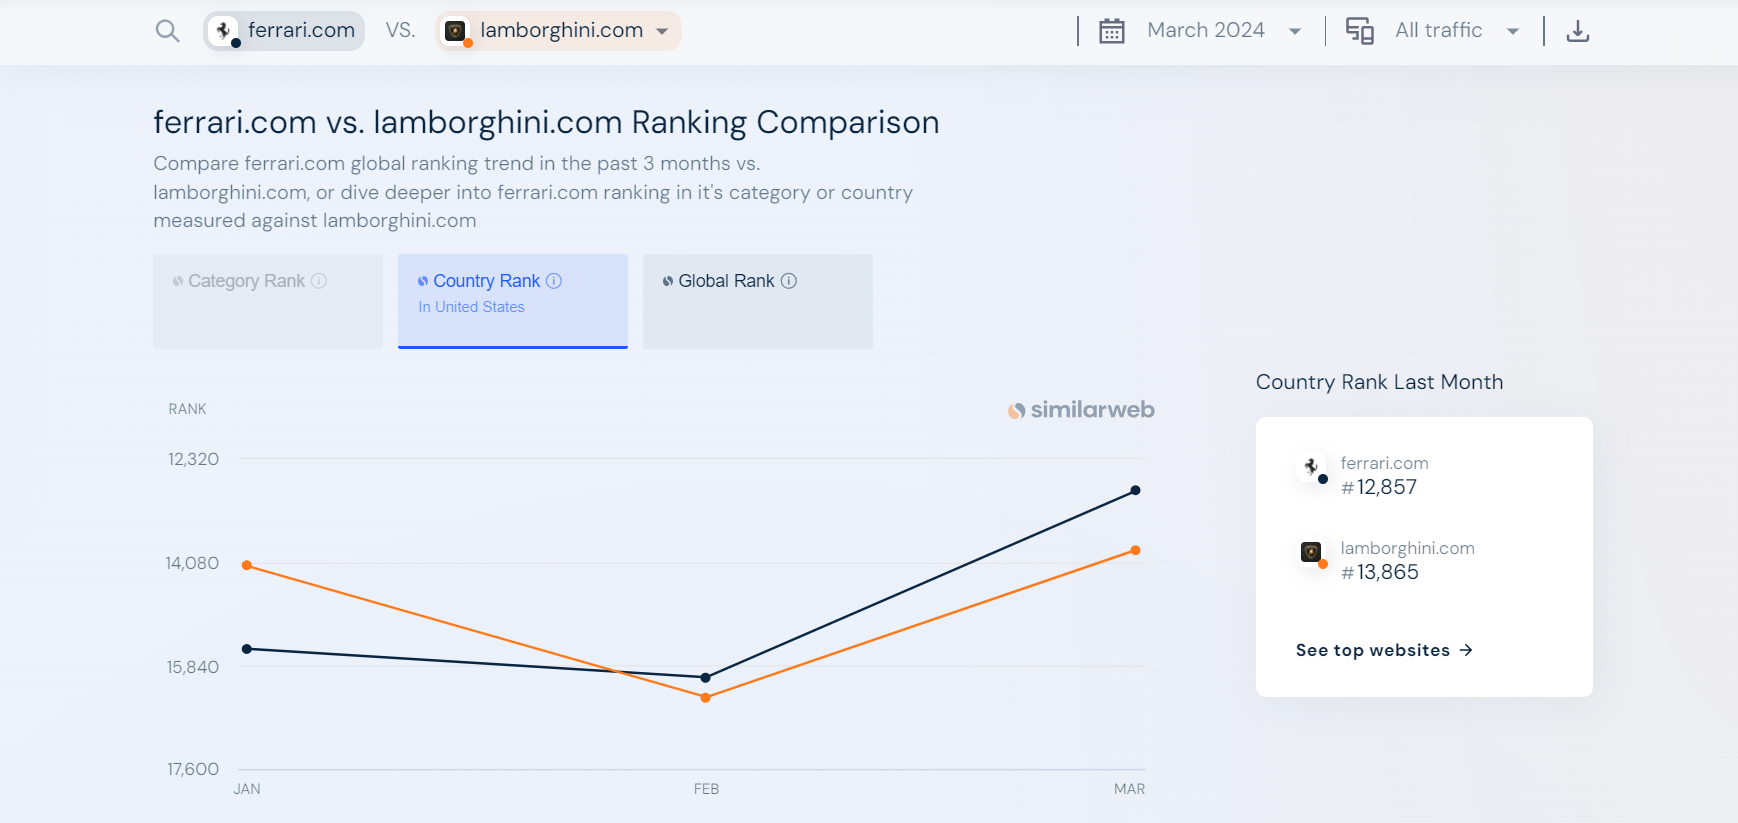 ferrari.com VS. lamborghini.com March 2024 All traffic
ferrari.com vs. lamborghini.com Ranking Comparison
Compare ferrari.com global ranking trend in the past 3 months vs.
lamborghini.com, or dive deeper into ferrari.com ranking in it's category or country
measured against lamborghini.com
Category Rank
Country Rank
In United States
Global Rank
RANK
similarweb
12,320
14,080
15,840
17,600
JAN FEB MAR
Country Rank Last Month
ferrari.com
#12,857
lamborghini.com
#13,865
See top websites →